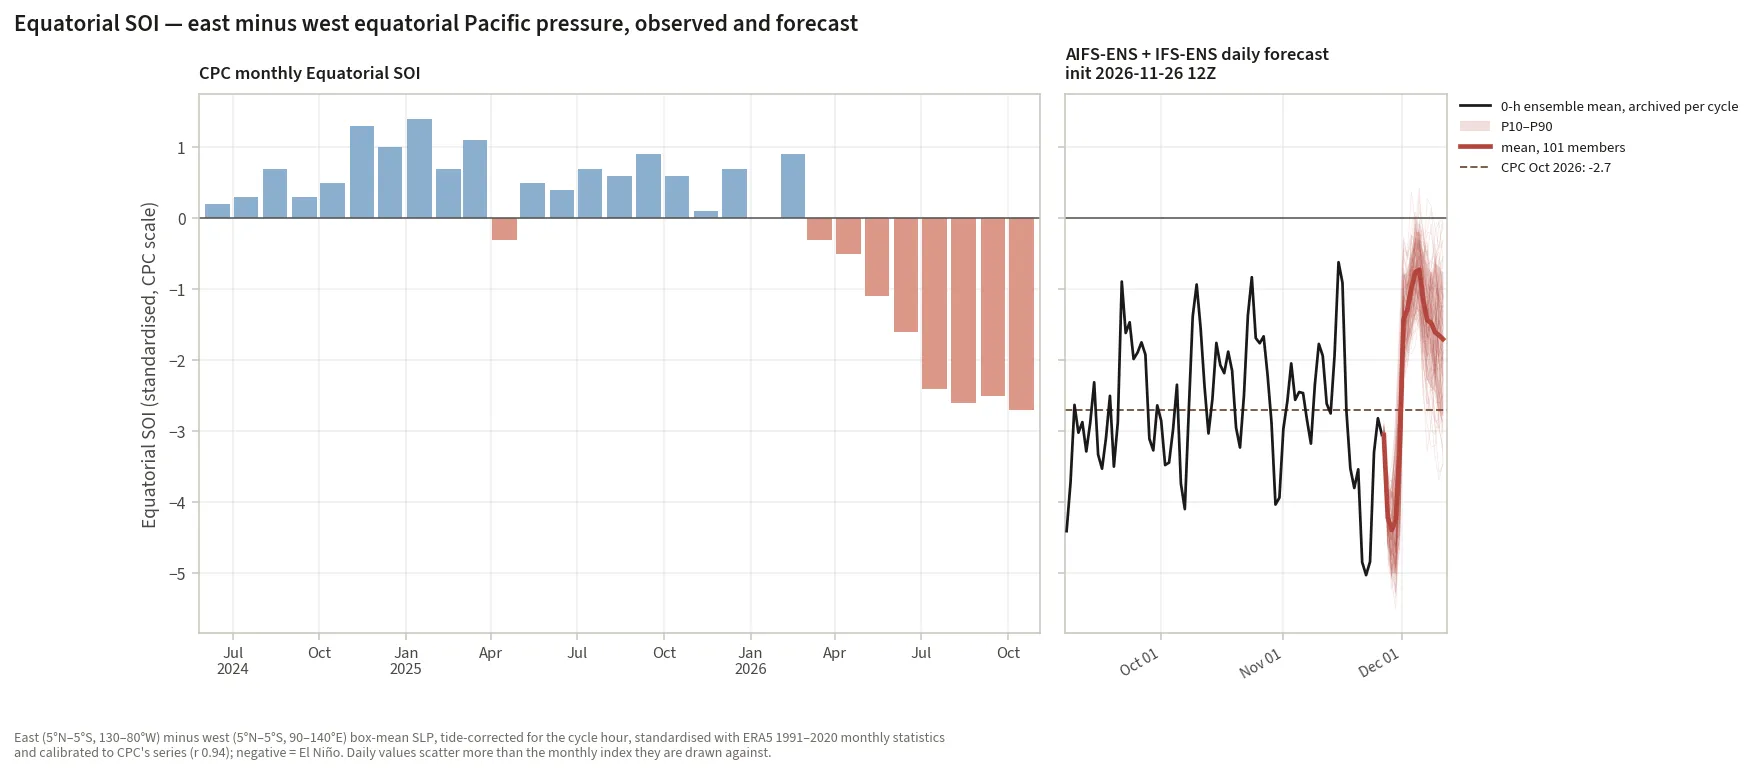 Equatorial SOI — east minus west equatorial Pacific pressure, observed and forecast
CPC monthly Equatorial SOI
AIFS-ENS + IFS-ENS daily forecast
init 2026-11-26 12Z
0-h ensemble mean, archived per cycle
P10–P90
mean, 101 members
CPC Oct 2026: -2.7
Equatorial SOI (standardised, CPC scale)
1
0
−1
−2
−3
−4
−5
Jul
2024
Oct
Jan
2025
Apr
Jul
Oct
Jan
2026
Apr
Jul
Oct
Oct 01
Nov 01
Dec 01
East (5°N–5°S, 130–80°W) minus west (5°N–5°S, 90–140°E) box-mean SLP, tide-corrected for the cycle hour, standardised with ERA5 1991–2020 monthly statistics
and calibrated to CPC's series (r 0.94); negative = El Niño. Daily values scatter more than the monthly index they are drawn against.